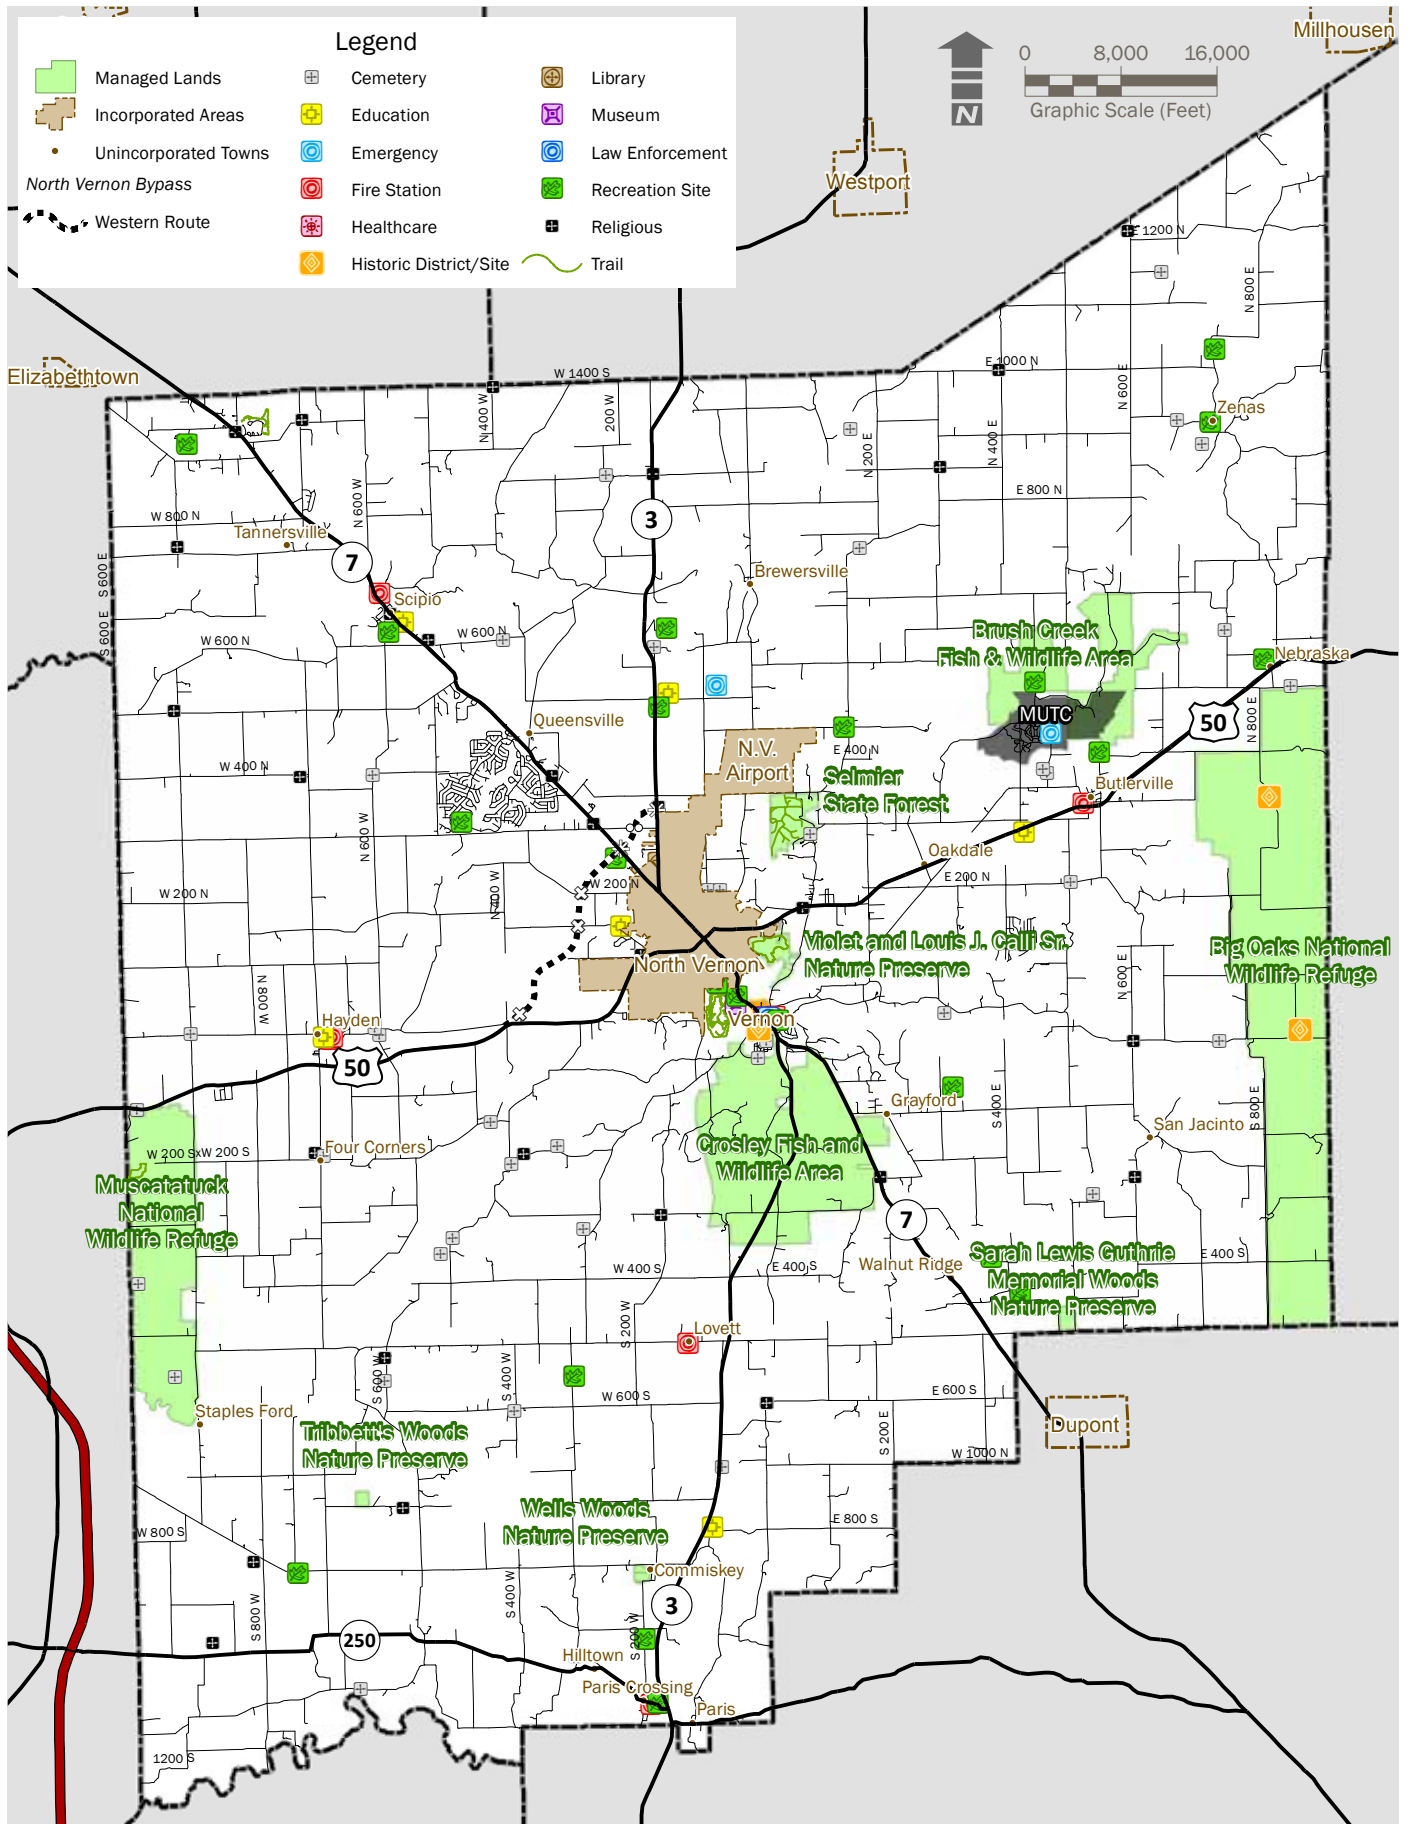 Legend
Managed Lands
Incorporated Areas
Unincorporated Towns
North Vernon Bypass
Western Route
Cemetery
Education
Emergency
Fire Station
Healthcare
Historic District/Site
Library
Museum
Law Enforcement
Recreation Site
Religious
Trail
N
0 8,000 16,000
Graphic Scale (Feet)
Millhousen
Westport
Elizabethtown
E 1200 N
N 800 E
W 1400 S
E 1000 N
N 600 E
N 400 W
200 W
N 200 E
N 400 E
Zenas
E 800 N
W 800 N
N 600 W
Tannersville
3
7
S 600 E
S 600 E
Brewersville
Scipio
W 600 N
W 600 N
Brush Creek
Fish & Wildlife Area
Nebraska
MUTC
50
N 800 E
Queensville
N.V.
Airport
E 400 N
W 400 N
Selmier
State Forest
Butlerville
N 600 W
Oakdale
E 200 N
W 200 N
W 200 N
N 400 W
Violet and Louis J. Calli Sr.
Nature Preserve
Big Oaks National
Wildlife Refuge
North Vernon
N 600 E
N 800 W
Hayden
Vernon
50
Grayford
S 400 E
S 800 E
San Jacinto
Four Corners
Crosley Fish and
Wildlife Area
W 200 S
W 200 S
Muscatatuck
National
Wildlife Refuge
7
Sarah Lewis Guthrie
Memorial Woods
Nature Preserve
E 400 S
W 400 S
E 400 S
Walnut Ridge
S 200 W
Lovett
S 600 W
S 400 W
W 600 S
E 600 S
Staples Ford
Tribbett's Woods
Nature Preserve
S 200 E
Dupont
W 1000 N
Wells Woods
Nature Preserve
W 800 S
E 800 S
Commiskey
S 400 W
S 800 W
3
S 200 W
250
Hilltown
Paris Crossing
Paris
1200 S